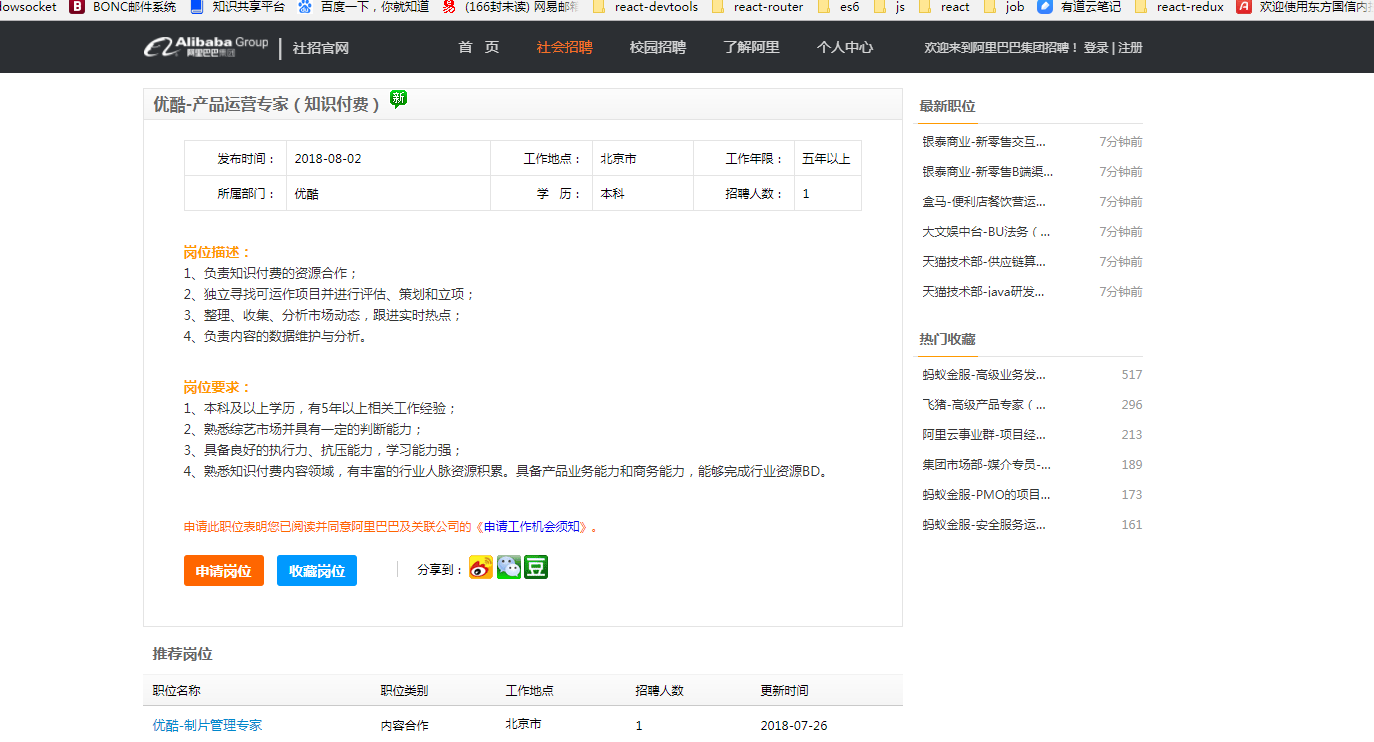 lowsocket BONC邮件系统 知识共享平台 百度一下，你就知道 (166封未读) 网易邮箱 react-devtools react-router es6 js react job 有道云笔记 react-redux 欢迎使用东方国信内
Alibaba Group 阿里巴巴集团 | 社招官网 首 页 社会招聘 校园招聘 了解阿里 个人中心 欢迎来到阿里巴巴集团招聘！ 登录 | 注册
优酷-产品运营专家（知识付费） 新
发布时间： 2018-08-02 工作地点： 北京市 工作年限： 五年以上
所属部门： 优酷 学 历： 本科 招聘人数： 1
岗位描述：
1、负责知识付费的资源合作；
2、独立寻找可运作项目并进行评估、策划和立项；
3、整理、收集、分析市场动态，跟进实时热点；
4、负责内容的数据维护与分析。
岗位要求：
1、本科及以上学历，有5年以上相关工作经验；
2、熟悉综艺市场并具有一定的判断能力；
3、具备良好的执行力、抗压能力，学习能力强；
4、熟悉知识付费内容领域，有丰富的行业人脉资源积累。具备产品业务能力和商务能力，能够完成行业资源BD。
申请此职位表明您已阅读并同意阿里巴巴及关联公司的《申请工作机会须知》。
申请岗位 收藏岗位 分享到： 豆
推荐岗位
职位名称 职位类别 工作地点 招聘人数 更新时间
优酷-制片管理专家 内容合作 北京市 1 2018-07-26
最新职位
银泰商业-新零售交互... 7分钟前
银泰商业-新零售B端渠... 7分钟前
盒马-便利店餐饮营运... 7分钟前
大文娱中台-BU法务（... 7分钟前
天猫技术部-供应链算... 7分钟前
天猫技术部-java研发... 7分钟前
热门收藏
蚂蚁金服-高级业务发... 517
飞猪-高级产品专家（... 296
阿里云事业群-项目经... 213
集团市场部-媒介专员-... 189
蚂蚁金服-PMO的项目... 173
蚂蚁金服-安全服务运... 161